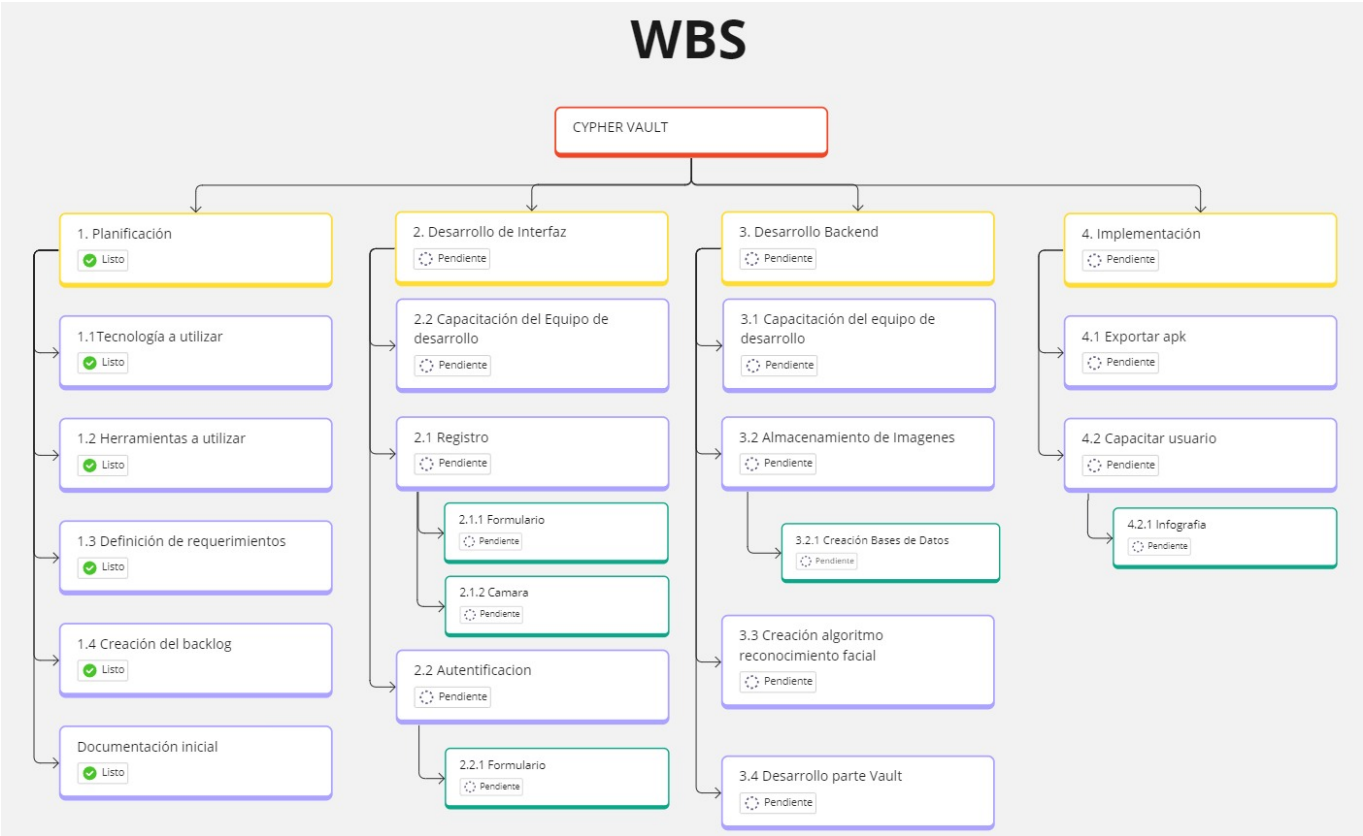 WBS
CYPHER VAULT
1. Planificación
Listo
1.1Tecnología a utilizar
Listo
1.2 Herramientas a utilizar
Listo
1.3 Definición de requerimientos
Listo
1.4 Creación del backlog
Listo
Documentación inicial
Listo
2. Desarrollo de Interfaz
Pendiente
2.2 Capacitación del Equipo de
desarrollo
Pendiente
2.1 Registro
Pendiente
2.1.1 Formulario
Pendiente
2.1.2 Camara
Pendiente
2.2 Autentificacion
Pendiente
2.2.1 Formulario
Pendiente
3. Desarrollo Backend
Pendiente
3.1 Capacitación del equipo de
desarrollo
Pendiente
3.2 Almacenamiento de Imagenes
Pendiente
3.2.1 Creación Bases de Datos
Pendiente
3.3 Creación algoritmo
reconocimiento facial
Pendiente
3.4 Desarrollo parte Vault
Pendiente
4. Implementación
Pendiente
4.1 Exportar apk
Pendiente
4.2 Capacitar usuario
Pendiente
4.2.1 Infografia
Pendiente